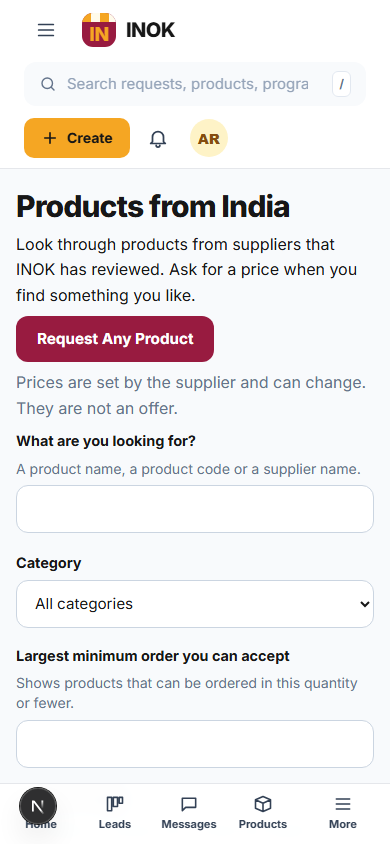 IN INOK
Search requests, products, progra /
+ Create AR
Products from India
Look through products from suppliers that
INOK has reviewed. Ask for a price when you
find something you like.
Request Any Product
Prices are set by the supplier and can change.
They are not an offer.
What are you looking for?
A product name, a product code or a supplier name.
Category
All categories
Largest minimum order you can accept
Shows products that can be ordered in this quantity
or fewer.
N
Home Leads Messages Products More